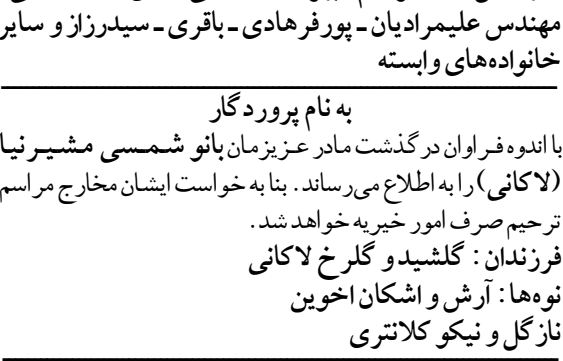 مهندس علیمرادیان ـ پورفرهادی ـ باقری ـ سیدرزاز و سایر
خانواده‌های وابسته
به نام پروردگار
با اندوه فراوان درگذشت مادر عزیزمان بانو شمسی مشیرنیا
(لاکانی) را به اطلاع می‌رساند. بنا به خواست ایشان مخارج مراسم
ترحیم صرف امور خیریه خواهد شد.
فرزندان: گلشید و گلرخ لاکانی
نوه‌ها: آرش و اشکان اخوین
نازگل و نیکو کلانتری